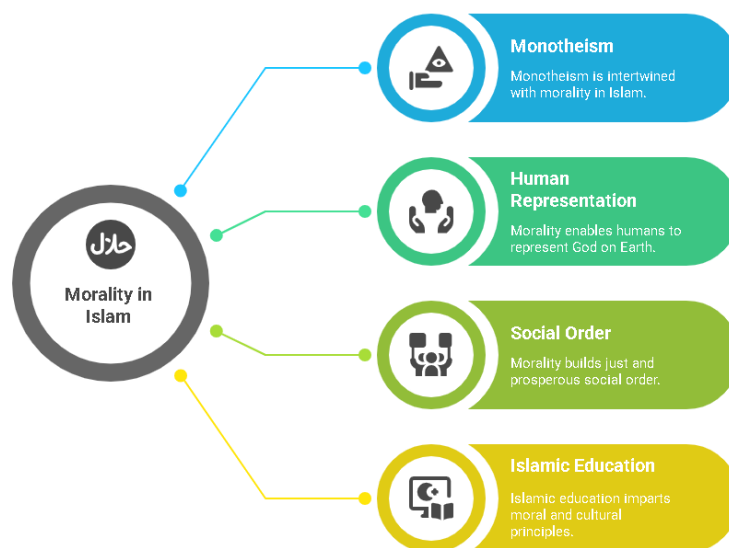 حلال
Morality in
Islam
Monotheism
Monotheism is intertwined
with morality in Islam.
Human
Representation
Morality enables humans to
represent God on Earth.
Social Order
Morality builds just and
prosperous social order.
Islamic Education
Islamic education imparts
moral and cultural
principles.